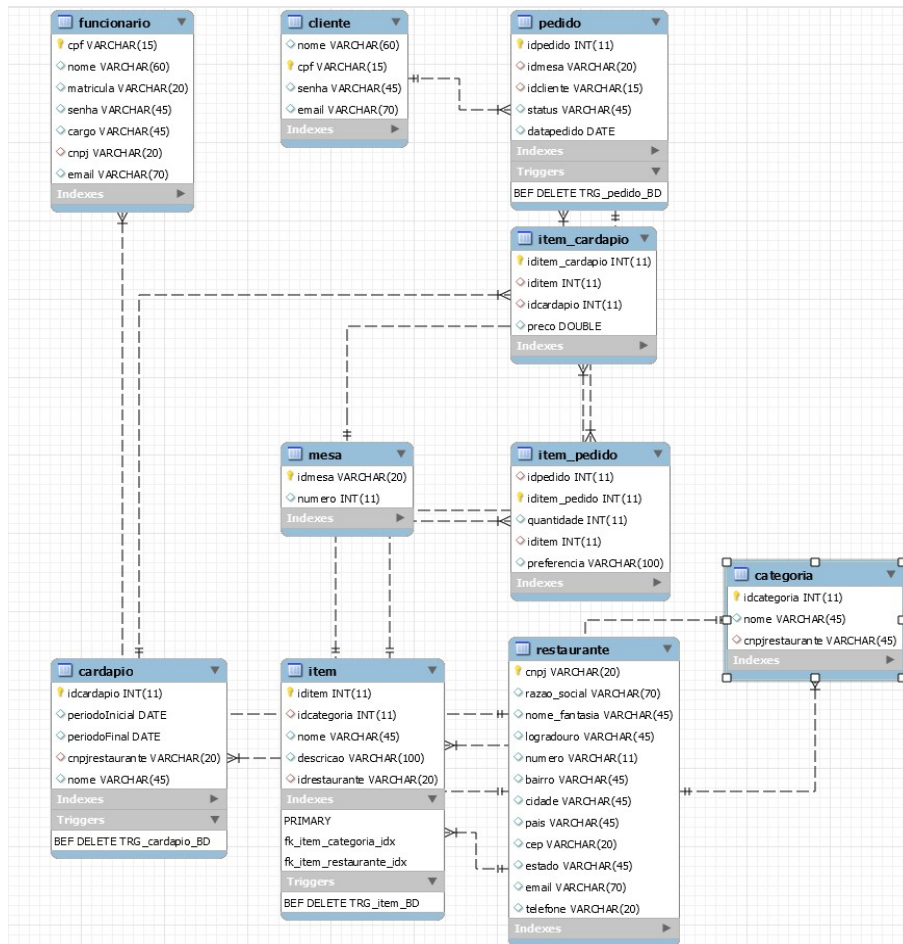 funcionario
cpf VARCHAR(15)
nome VARCHAR(60)
matricula VARCHAR(20)
senha VARCHAR(45)
cargo VARCHAR(45)
cnpj VARCHAR(20)
email VARCHAR(70)
Indexes
cliente
nome VARCHAR(60)
cpf VARCHAR(15)
senha VARCHAR(45)
email VARCHAR(70)
Indexes
pedido
idpedido INT(11)
idmesa VARCHAR(20)
idcliente VARCHAR(15)
status VARCHAR(45)
datapedido DATE
Indexes
Triggers
BEF DELETE TRG_pedido_BD
item_cardapio
iditem_cardapio INT(11)
iditem INT(11)
idcardapio INT(11)
preco DOUBLE
Indexes
mesa
idmesa VARCHAR(20)
numero INT(11)
Indexes
item_pedido
idpedido INT(11)
iditem_pedido INT(11)
quantidade INT(11)
iditem INT(11)
preferencia VARCHAR(100)
Indexes
categoria
idcategoria INT(11)
nome VARCHAR(45)
cnpjrestaurante VARCHAR(45)
Indexes
cardapio
idcardapio INT(11)
periodoInicial DATE
periodoFinal DATE
cnpjrestaurante VARCHAR(20)
nome VARCHAR(45)
Indexes
Triggers
BEF DELETE TRG_cardapio_BD
item
iditem INT(11)
idcategoria INT(11)
nome VARCHAR(45)
descricao VARCHAR(100)
idrestaurante VARCHAR(20)
Indexes
PRIMARY
fk_item_categoria_idx
fk_item_restaurante_idx
Triggers
BEF DELETE TRG_item_BD
restaurante
cnpj VARCHAR(20)
razao_social VARCHAR(70)
nome_fantasia VARCHAR(45)
logradouro VARCHAR(45)
numero VARCHAR(11)
bairro VARCHAR(45)
cidade VARCHAR(45)
pais VARCHAR(45)
cep VARCHAR(20)
estado VARCHAR(45)
email VARCHAR(70)
telefone VARCHAR(20)
Indexes